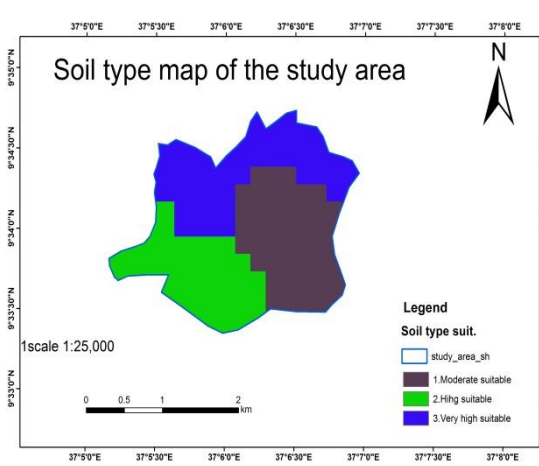 37°5'0"E 37°5'30"E 37°6'0"E 37°6'30"E 37°7'0"E 37°7'30"E 37°8'0"E
Soil type map of the study area
N
9°35'0"N
9°34'30"N
9°34'0"N
9°33'30"N
9°33'0"N
Legend
Soil type suit.
study_area_sh
1.Moderate suitable
2.Hihg suitable
3.Very high suitable
1scale 1:25,000
0 0.5 1 2
km
37°5'0"E 37°5'30"E 37°6'0"E 37°6'30"E 37°7'0"E 37°7'30"E 37°8'0"E